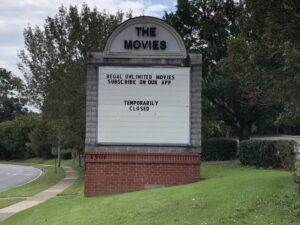 THE
MOVIES
REGAL UNLIMITED MOVIES
SUBSCRIBE ON OUR APP
TEMPORARILY
CLOSED